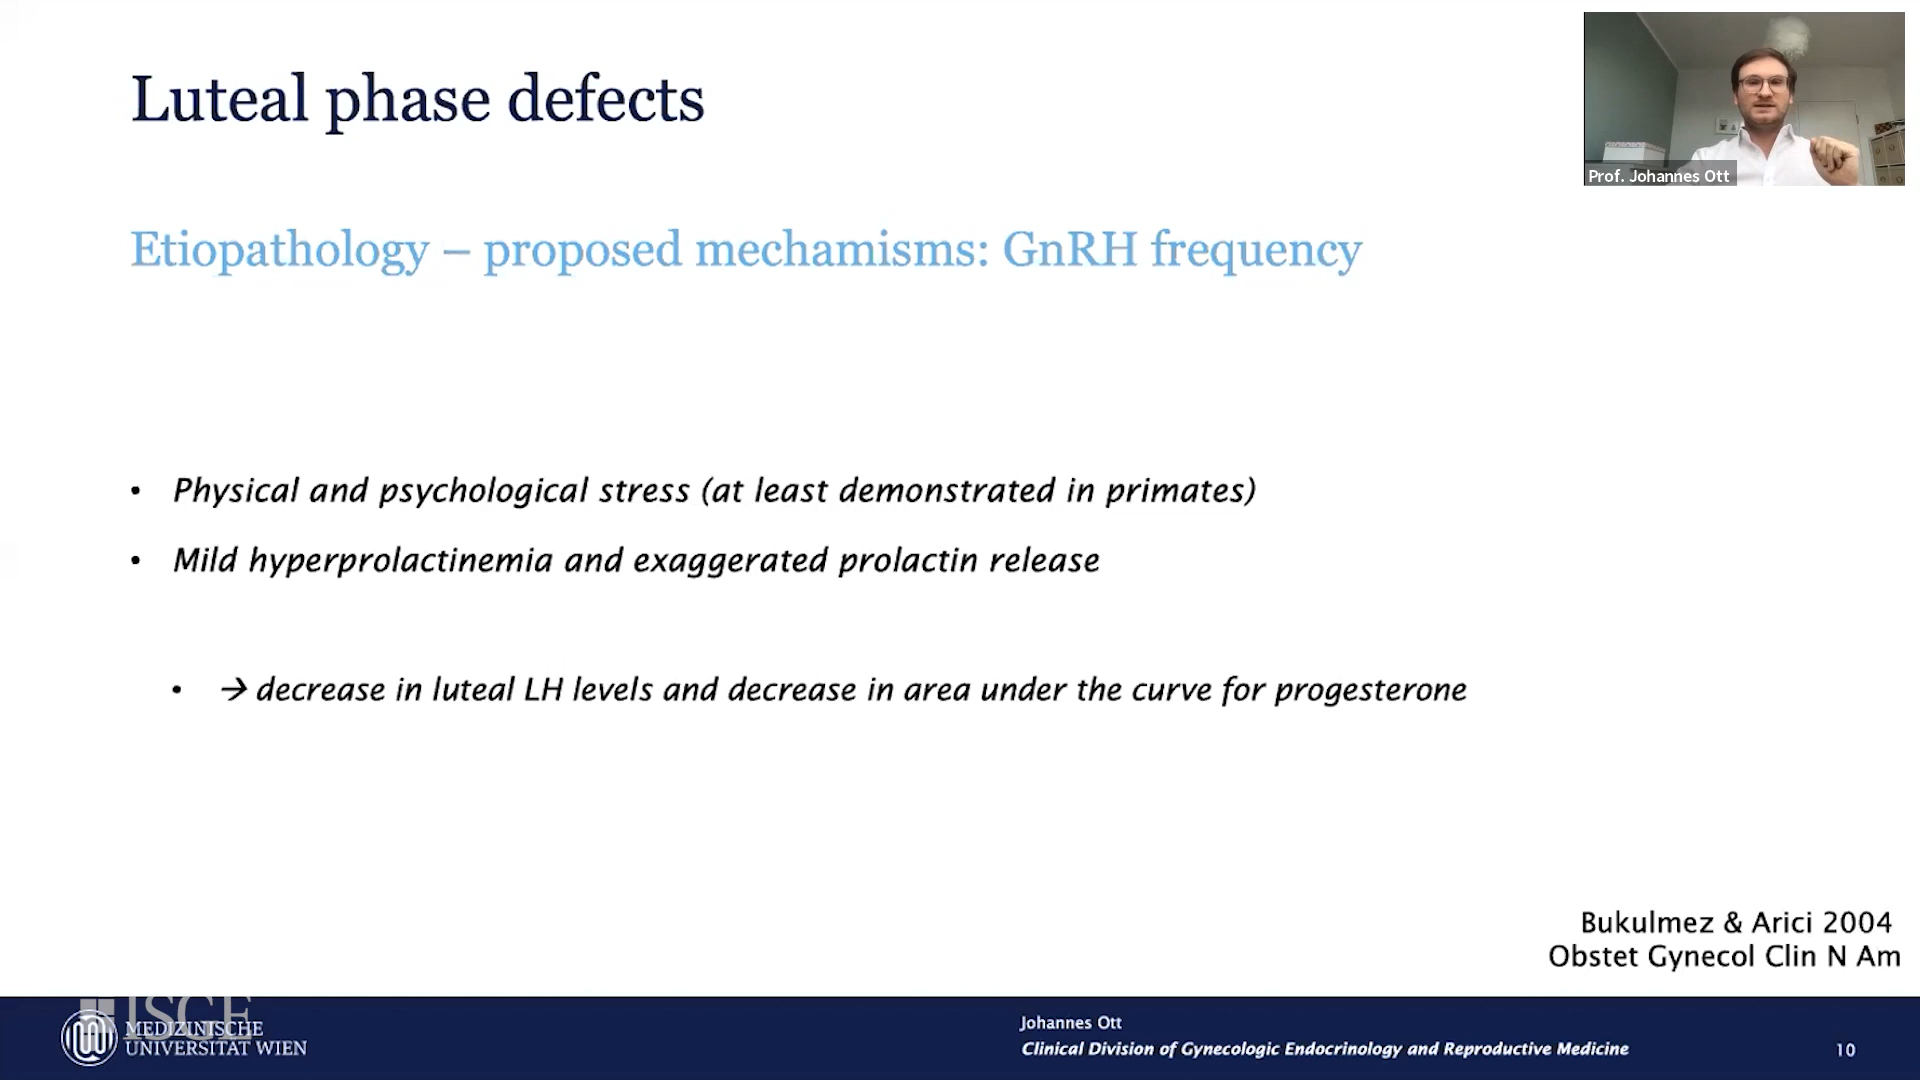 Luteal phase defects
Prof. Johannes Ott
Etiopathology – proposed mechamisms: GnRH frequency
• Physical and psychological stress (at least demonstrated in primates)
• Mild hyperprolactinemia and exaggerated prolactin release
• → decrease in luteal LH levels and decrease in area under the curve for progesterone
Bukulmez & Arici 2004
Obstet Gynecol Clin N Am
ISGE
MEDIZINISCHE
UNIVERSITÄT WIEN
Johannes Ott
Clinical Division of Gynecologic Endocrinology and Reproductive Medicine
10